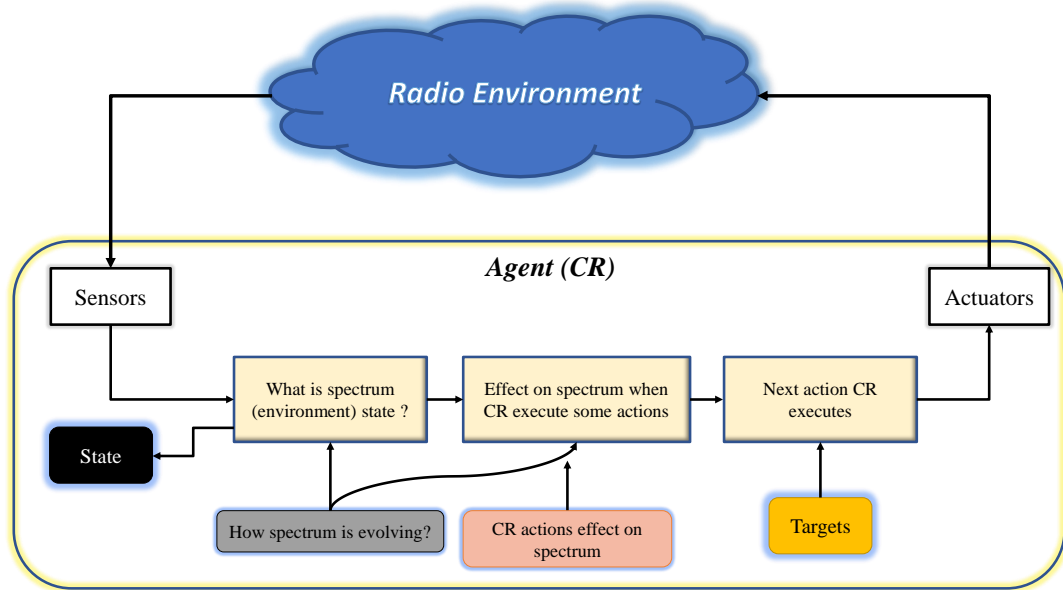 Radio Environment
Agent (CR)
Sensors
Actuators
What is spectrum
(environment) state ?
Effect on spectrum when
CR execute some actions
Next action CR
executes
State
How spectrum is evolving?
CR actions effect on
spectrum
Targets